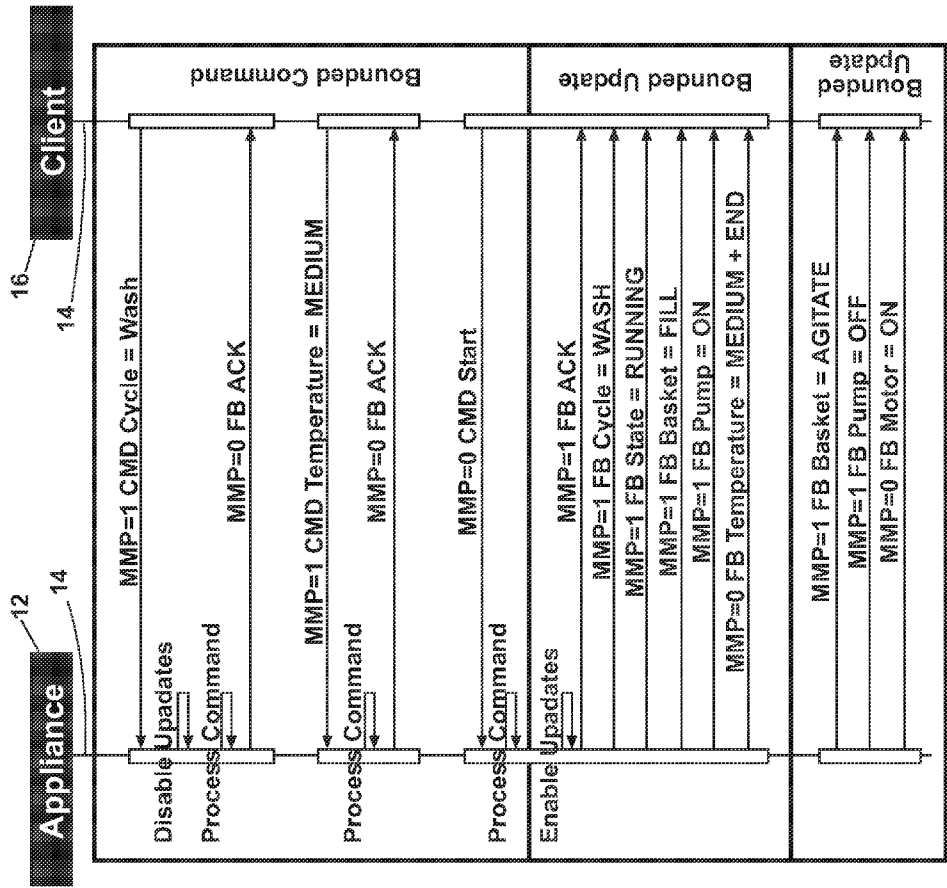 Appliance
12
14
16
14
Client
MMP=1 CMD Cycle = Wash
Disable Upadates
Process Command
MMP=0 FB ACK
MMP=1 CMD Temperature = MEDIUM
Process Command
MMP=0 FB ACK
MMP=0 CMD Start
Process Command
Bounded Command
Enable Upadates
MMP=1 FB ACK
MMP=1 FB Cycle = WASH
MMP=1 FB State = RUNNING
MMP=1 FB Basket = FILL
MMP=1 FB Pump = ON
MMP=0 FB Temperature = MEDIUM + END
Bounded Update
MMP=1 FB Basket = AGITATE
MMP=1 FB Pump = OFF
MMP=0 FB Motor = ON
Bounded
Update